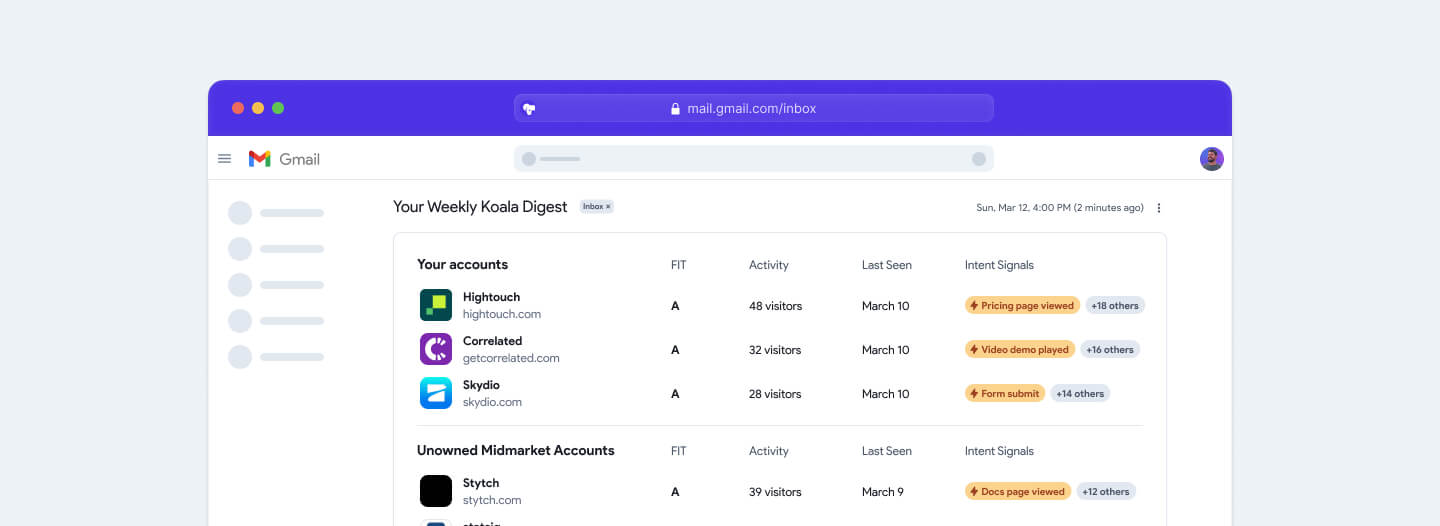 mail.gmail.com/inbox
Gmail
Your Weekly Koala Digest Inbox × Sun, Mar 12, 4:00 PM (2 minutes ago)
Your accounts FIT Activity Last Seen Intent Signals
Hightouch
hightouch.com
A 48 visitors March 10 Pricing page viewed +18 others
Correlated
getcorrelated.com
A 32 visitors March 10 Video demo played +16 others
Skydio
skydio.com
A 28 visitors March 10 Form submit +14 others
Unowned Midmarket Accounts FIT Activity Last Seen Intent Signals
Stytch
stytch.com
A 39 visitors March 9 Docs page viewed +12 others